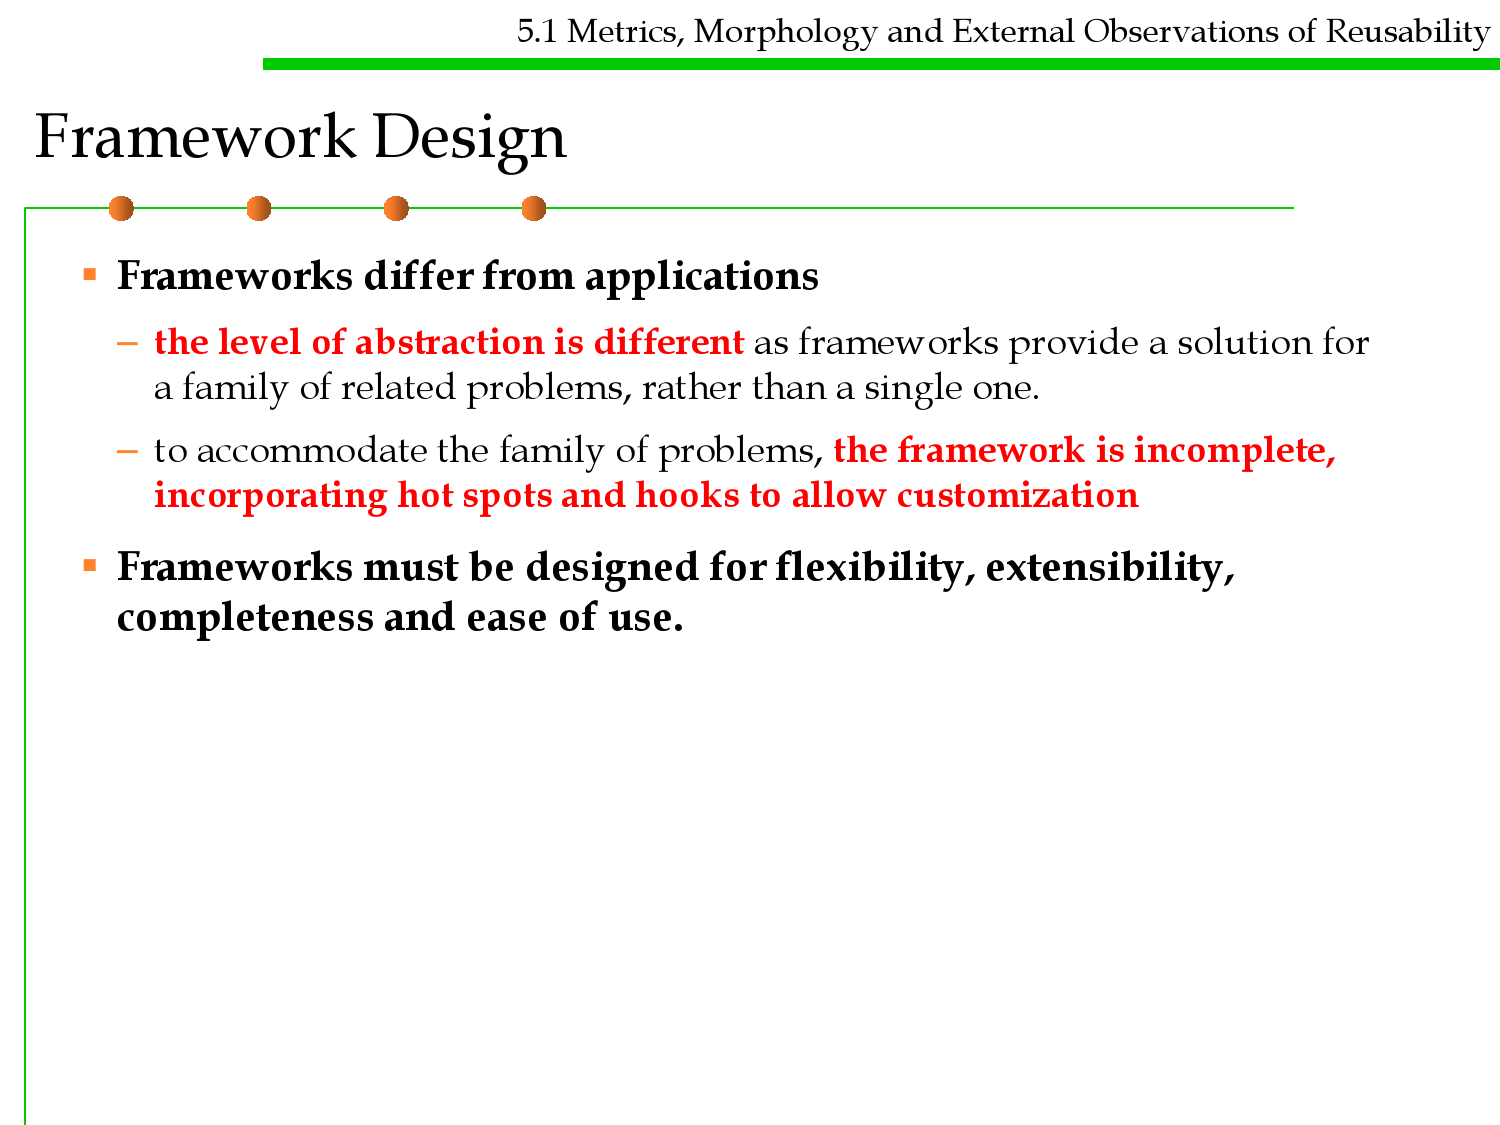 5.1 Metrics, Morphology and External Observations of Reusability
Framework Design
▪ Frameworks differ from applications
– the level of abstraction is different as frameworks provide a solution for
a family of related problems, rather than a single one.
– to accommodate the family of problems, the framework is incomplete,
incorporating hot spots and hooks to allow customization
▪ Frameworks must be designed for flexibility, extensibility,
completeness and ease of use.